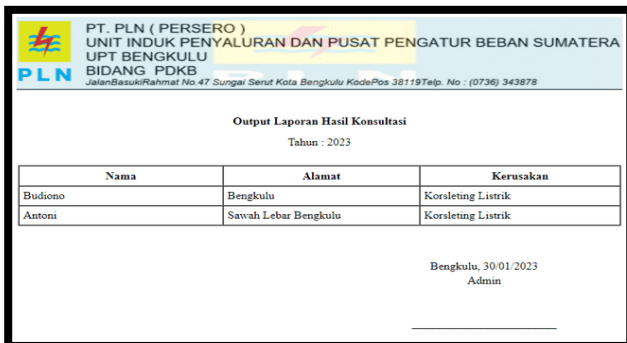 PT. PLN ( PERSERO )
UNIT INDUK PENYALURAN DAN PUSAT PENGATUR BEBAN SUMATERA
UPT BENGKULU
BIDANG PDKB
PLN
JalanBasukiRahmat No.47 Sungai Serut Kota Bengkulu KodePos 38119Telp. No : (0736) 343878
Output Laporan Hasil Konsultasi
Tahun : 2023
Nama Alamat Kerusakan
Budiono Bengkulu Korsleting Listrik
Antoni Sawah Lebar Bengkulu Korsleting Listrik
Bengkulu, 30/01/2023
Admin